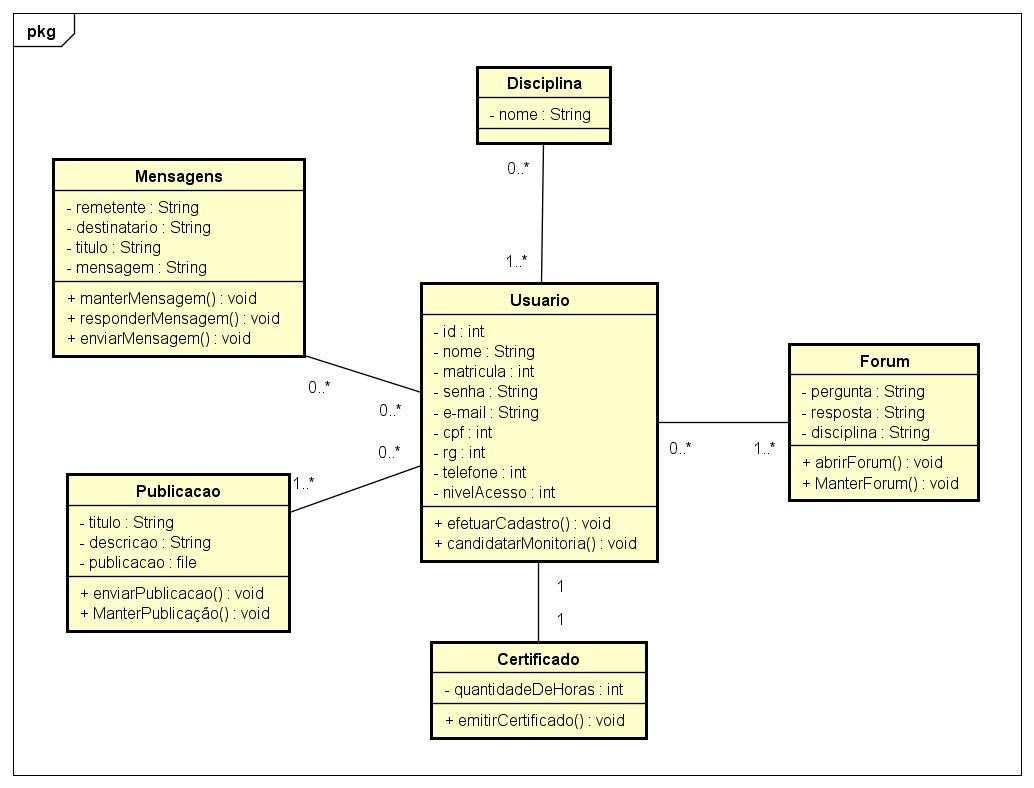 pkg
Disciplina
- nome : String
0..*
1..*
Mensagens
- remetente : String
- destinatario : String
- titulo : String
- mensagem : String
+ manterMensagem() : void
+ responderMensagem() : void
+ enviarMensagem() : void
0..*
0..*
Usuario
- id : int
- nome : String
- matricula : int
- senha : String
- e-mail : String
- cpf : int
- rg : int
- telefone : int
- nivelAcesso : int
+ efetuarCadastro() : void
+ candidatarMonitoria() : void
0..*
1..*
Forum
- pergunta : String
- resposta : String
- disciplina : String
+ abrirForum() : void
+ ManterForum() : void
0..*
1..*
Publicacao
- titulo : String
- descricao : String
- publicacao : file
+ enviarPublicacao() : void
+ ManterPublicação() : void
1
1
Certificado
- quantidadeDeHoras : int
+ emitirCertificado() : void